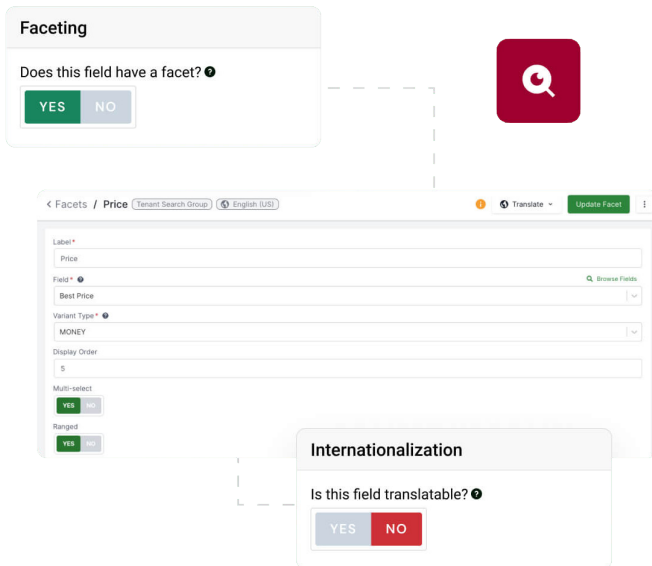 Faceting
Does this field have a facet? ?
YES NO
< Facets / Price Tenant Search Group English (US) Translate Update Facet
Label *
Price
Field * ? Browse Fields
Best Price
Variant Type * ?
MONEY
Display Order
5
Multi-select
YES NO
Ranged
YES NO
Internationalization
Is this field translatable? ?
YES NO